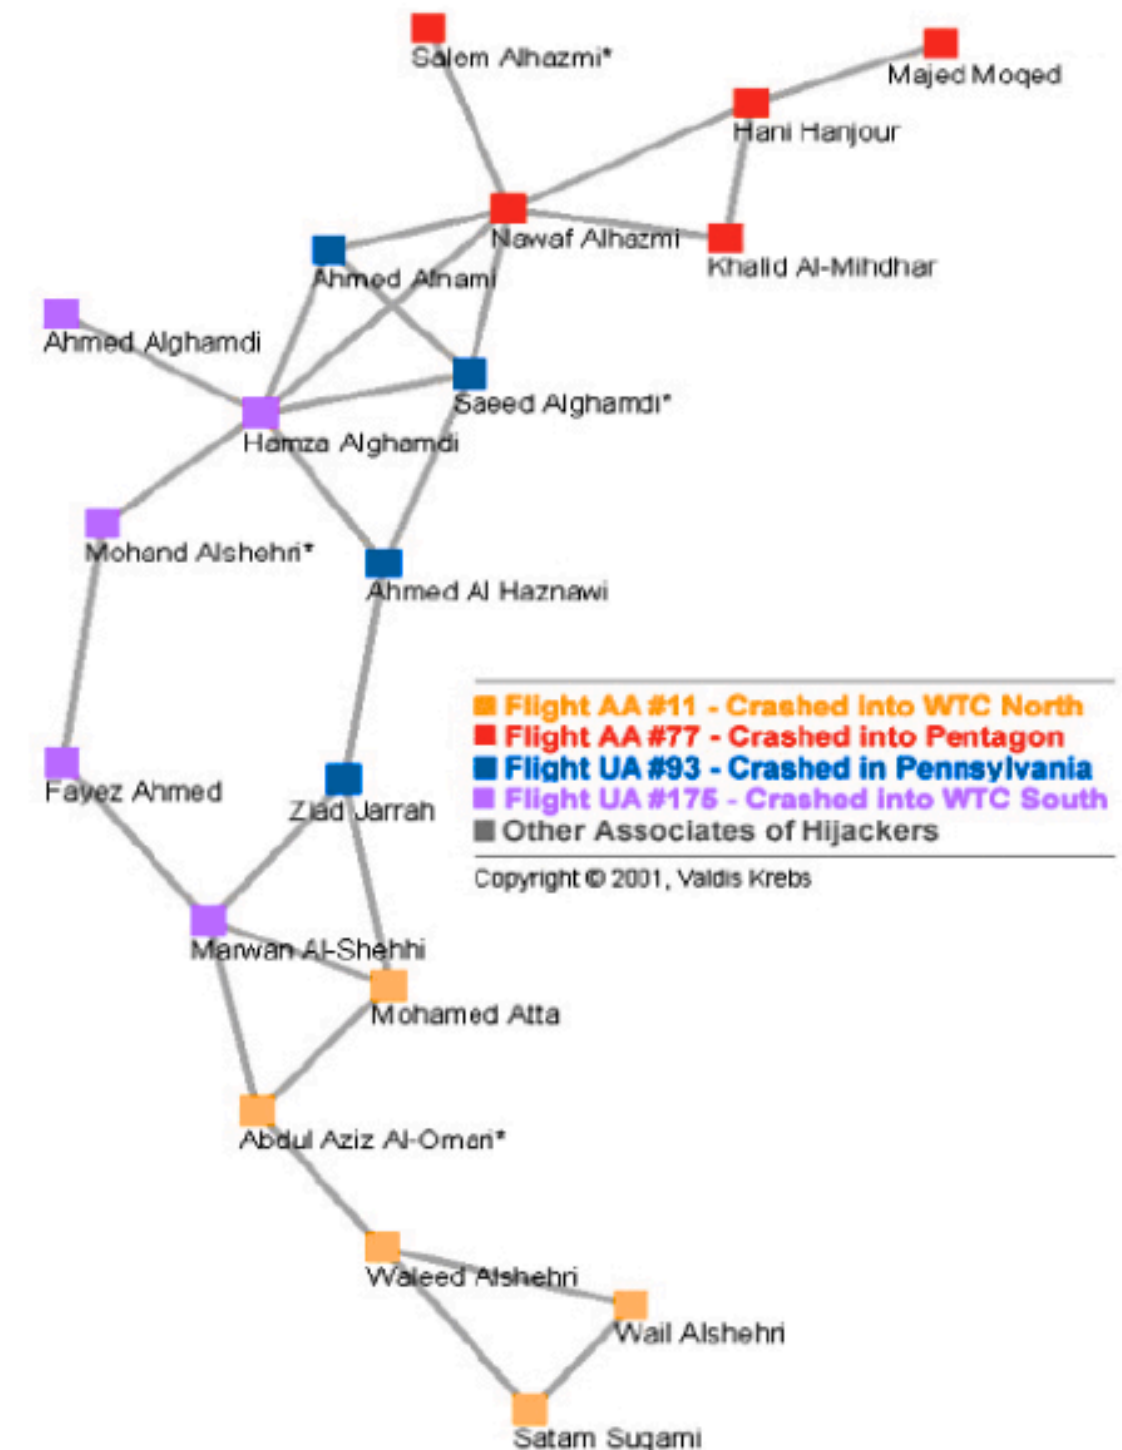 Salem Alhazmi*
Majed Moqed
Hani Hanjour
Nawaf Alhazmi
Khalid Al-Mihdhar
Ahmed Alnami
Ahmed Alghamdi
Saeed Alghamdi*
Hamza Alghamdi
Mohand Alshehri*
Ahmed Al Haznawi
Flight AA #11 - Crashed into WTC North
Flight AA #77 - Crashed into Pentagon
Flight UA #93 - Crashed in Pennsylvania
Flight UA #175 - Crashed into WTC South
Other Associates of Hijackers
Copyright © 2001, Valdis Krebs
Fayez Ahmed
Ziad Jarrah
Marwan Al-Shehhi
Mohamed Atta
Abdul Aziz Al-Omari*
Waleed Alshehri
Wail Alshehri
Satam Suqami